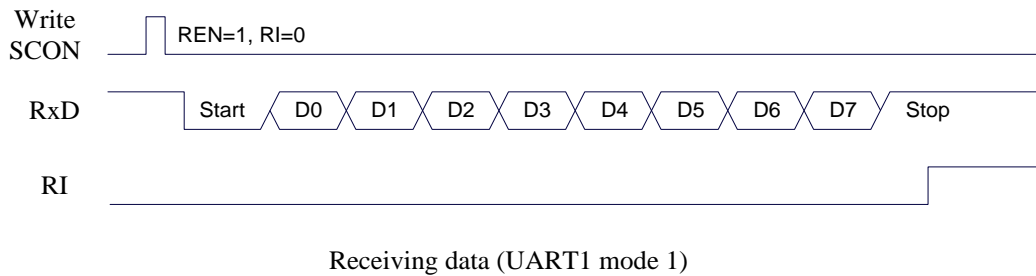 Write
SCON
REN=1, RI=0
RxD
Start D0 D1 D2 D3 D4 D5 D6 D7 Stop
RI
Receiving data (UART1 mode 1)